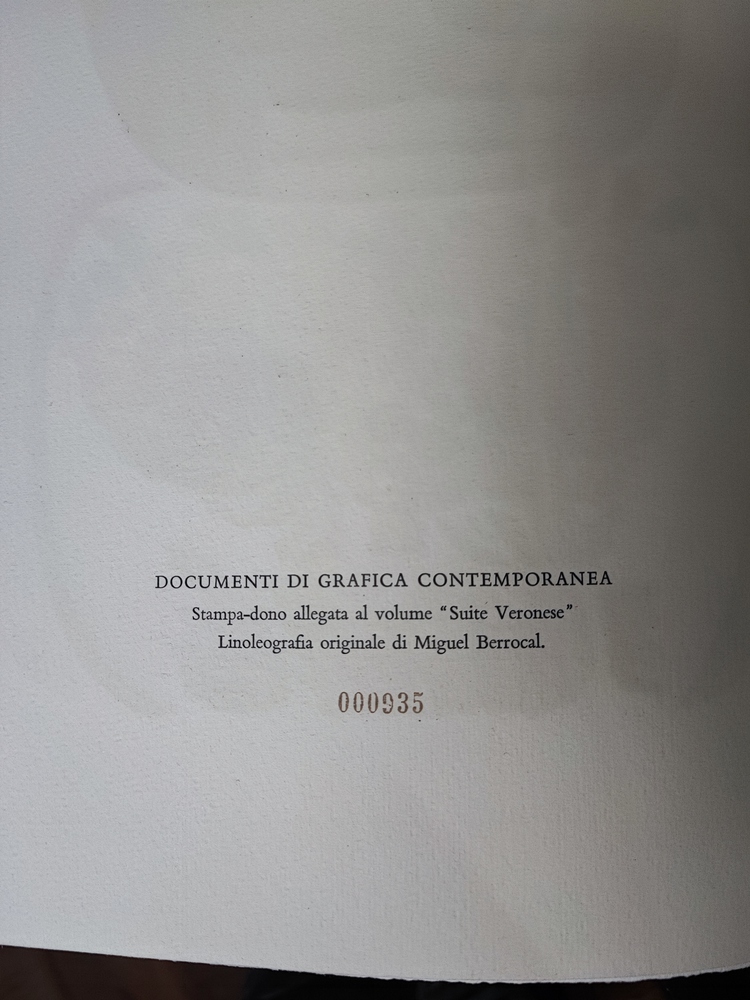 DOCUMENTI DI GRAFICA CONTEMPORANEA
Stampa-dono allegata al volume “Suite Veronese”
Linoleografia originale di Miguel Berrocal.
000935